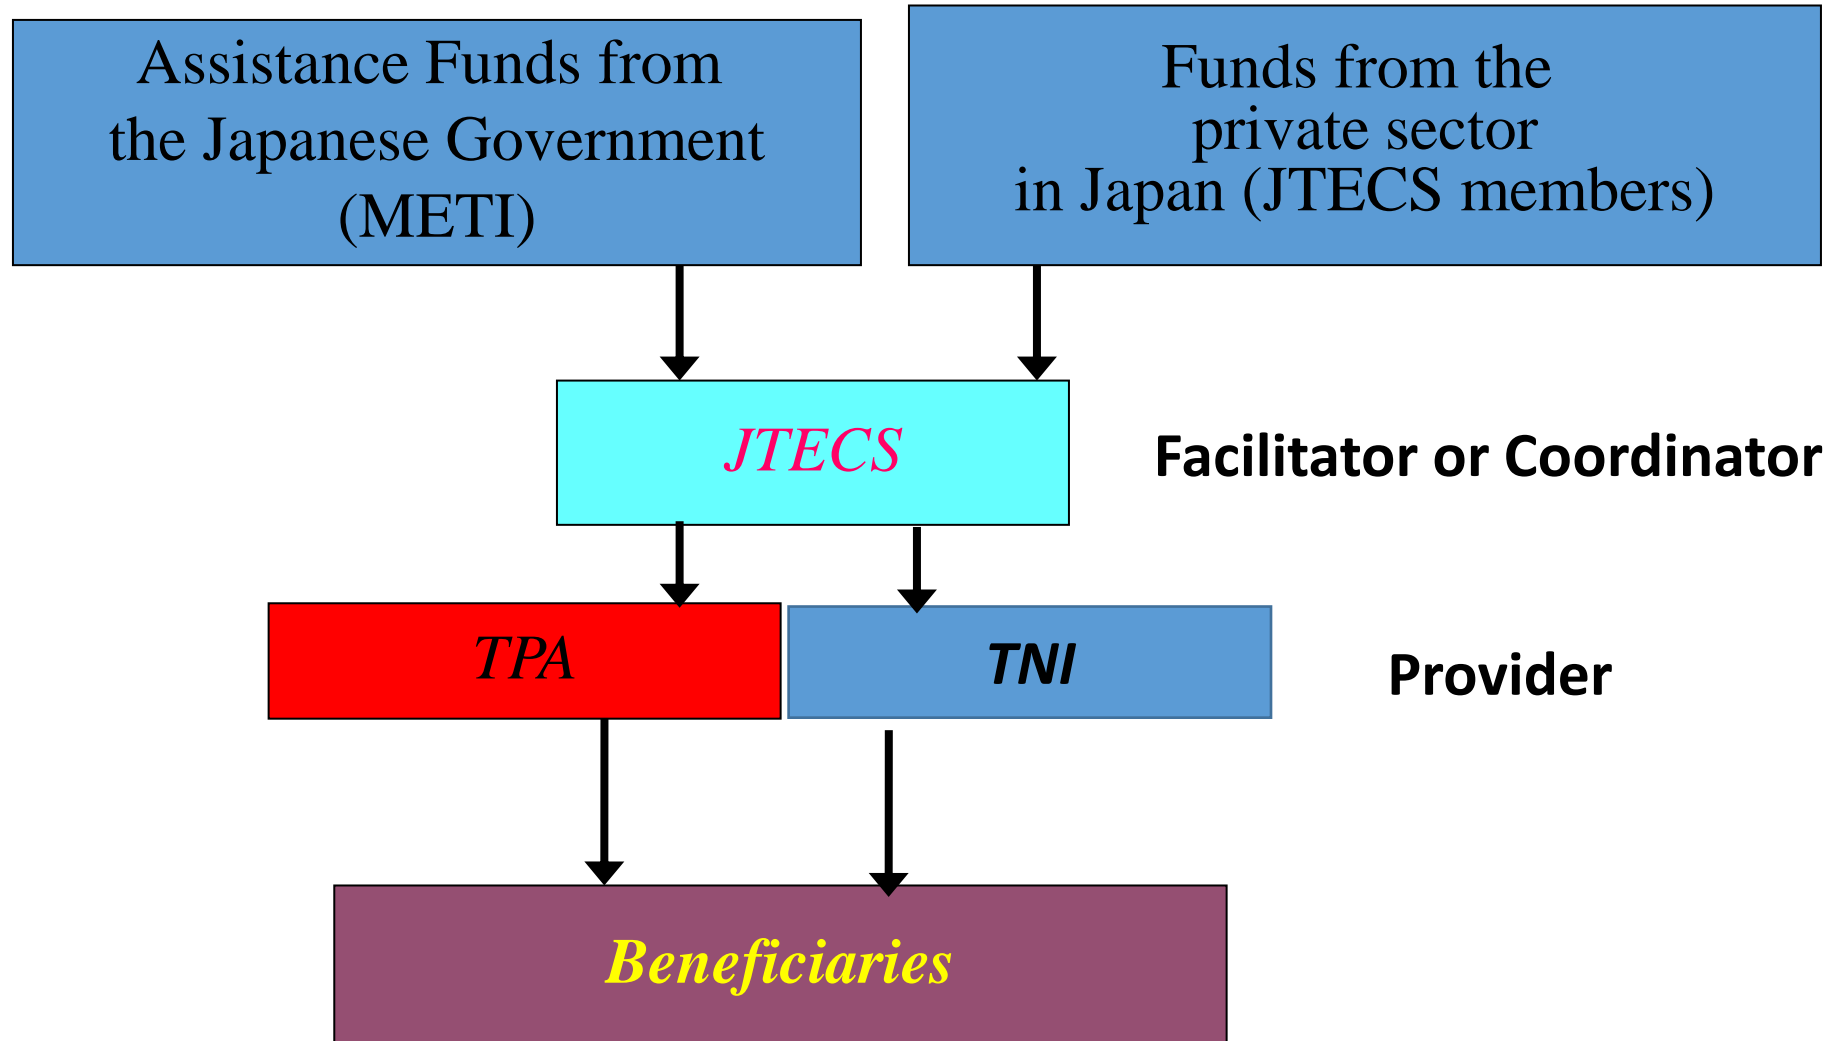 Assistance Funds from
the Japanese Government
(METI)
Funds from the
private sector
in Japan (JTECS members)
JTECS
Facilitator or Coordinator
TPA
TNI
Provider
Beneficiaries